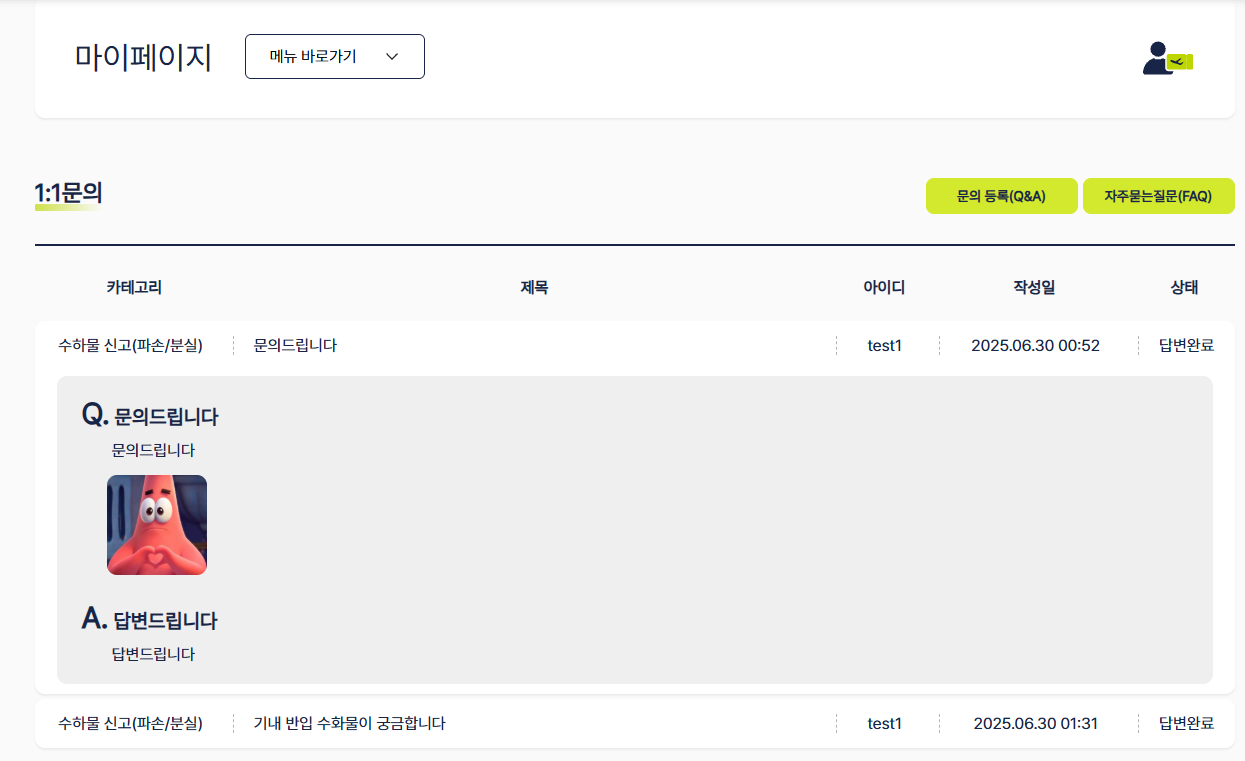 마이페이지 메뉴 바로가기
1:1문의 문의 등록(Q&A) 자주묻는질문(FAQ)
카테고리 제목 아이디 작성일 상태
수하물 신고(파손/분실) 문의드립니다 test1 2025.06.30 00:52 답변완료
Q. 문의드립니다
문의드립니다
A. 답변드립니다
답변드립니다
수하물 신고(파손/분실) 기내 반입 수화물이 궁금합니다 test1 2025.06.30 01:31 답변완료